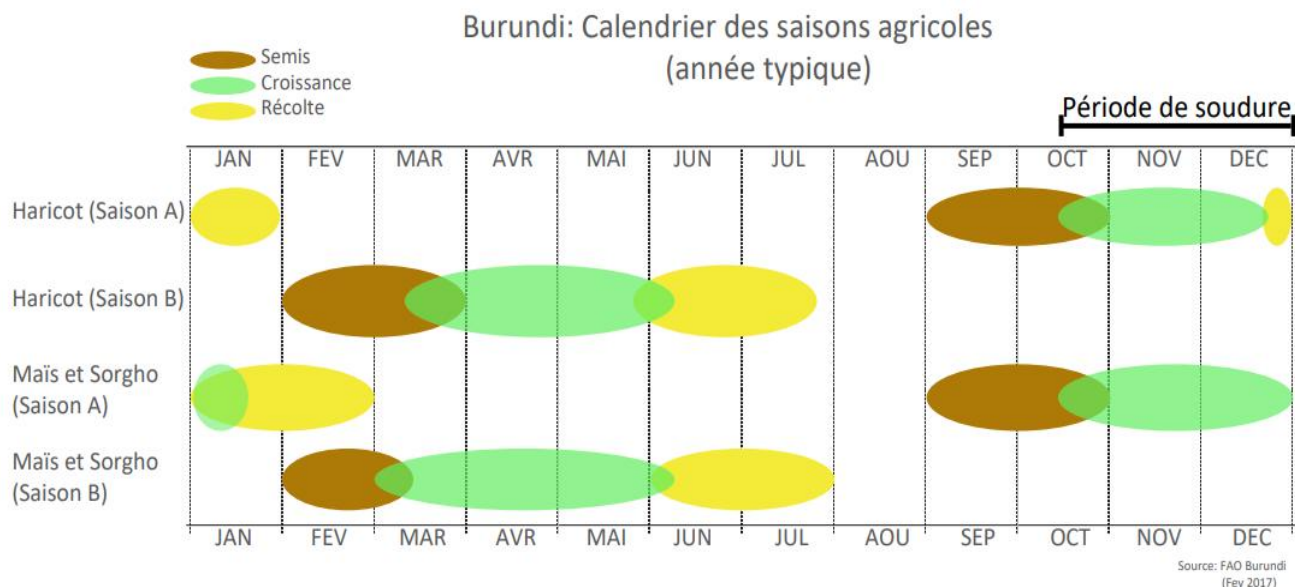 Burundi: Calendrier des saisons agricoles
(année typique)
Semis
Croissance
Récolte
Période de soudure
JAN FEV MAR AVR MAI JUN JUL AOU SEP OCT NOV DEC
Haricot (Saison A)
Haricot (Saison B)
Maïs et Sorgho
(Saison A)
Maïs et Sorgho
(Saison B)
JAN FEV MAR AVR MAI JUN JUL AOU SEP OCT NOV DEC
Source: FAO Burundi
(Fev 2017)